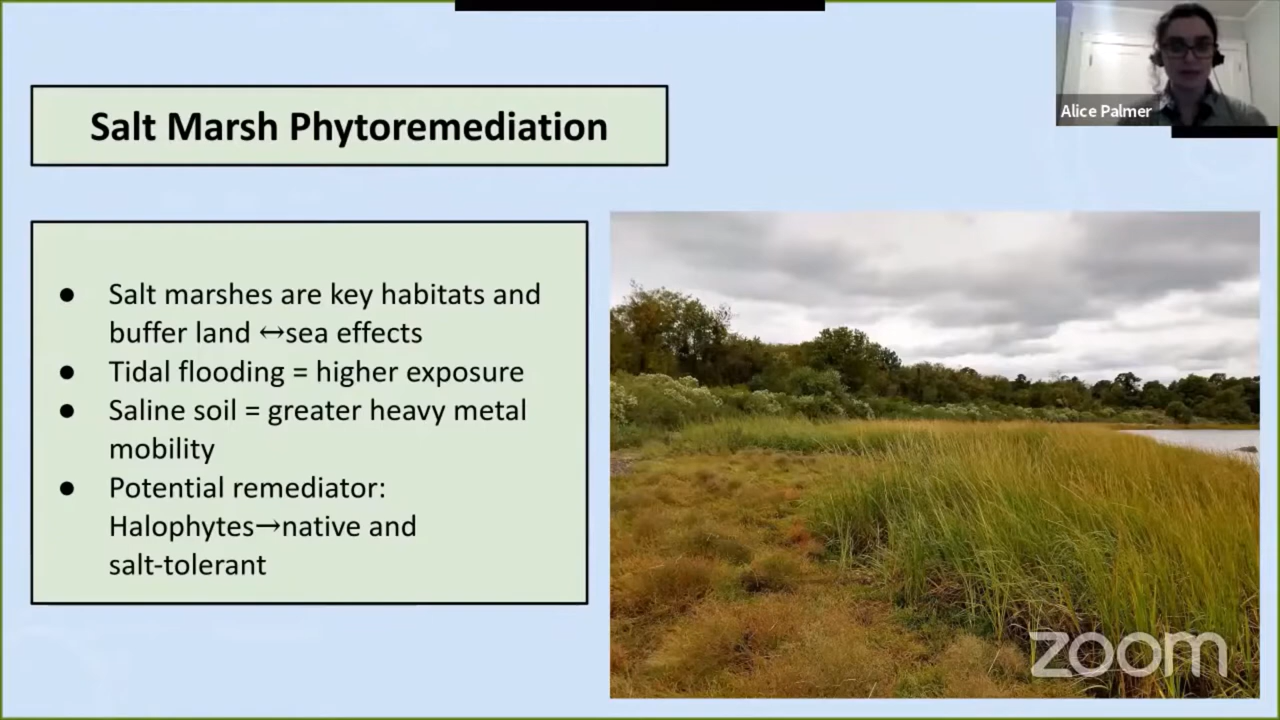 Alice Palmer
Salt Marsh Phytoremediation
● Salt marshes are key habitats and
buffer land ↔sea effects
● Tidal flooding = higher exposure
● Saline soil = greater heavy metal
mobility
● Potential remediator:
Halophytes→native and
salt-tolerant
zoom